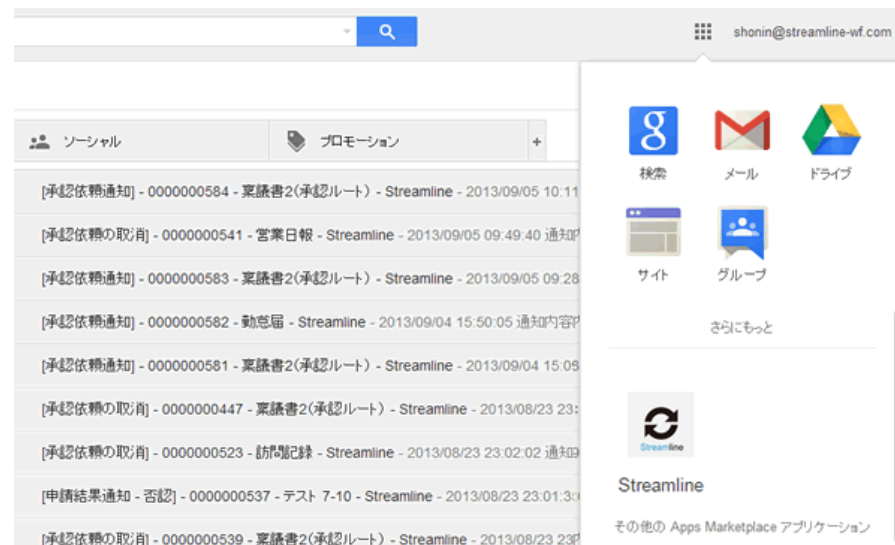 shonin@streamline-wf.com
ソーシャル
プロモーション
+
[承認依頼通知] - 0000000584 - 稟議書2(承認ルート) - Streamline - 2013/09/05 10:11
[承認依頼の取消] - 0000000541 - 営業日報 - Streamline - 2013/09/05 09:49:40 通知内
[承認依頼通知] - 0000000583 - 稟議書2(承認ルート) - Streamline - 2013/09/05 09:28
[承認依頼通知] - 0000000582 - 勤怠届 - Streamline - 2013/09/04 15:50:05 通知内容
[承認依頼通知] - 0000000581 - 稟議書2(承認ルート) - Streamline - 2013/09/04 15:05
[承認依頼の取消] - 0000000447 - 稟議書2(承認ルート) - Streamline - 2013/08/23 23:
[承認依頼の取消] - 0000000523 - 訪問記録 - Streamline - 2013/08/23 23:02:02 通知
[申請結果通知 - 否認] - 0000000537 - テスト 7-10 - Streamline - 2013/08/23 23:01:3
[承認依頼の取消] - 0000000539 - 稟議書2(承認ルート) - Streamline - 2013/08/23 23
g
検索
メール
ドライブ
サイト
グループ
さらにもっと
Streamline
Streamline
その他の Apps Marketplace アプリケーション